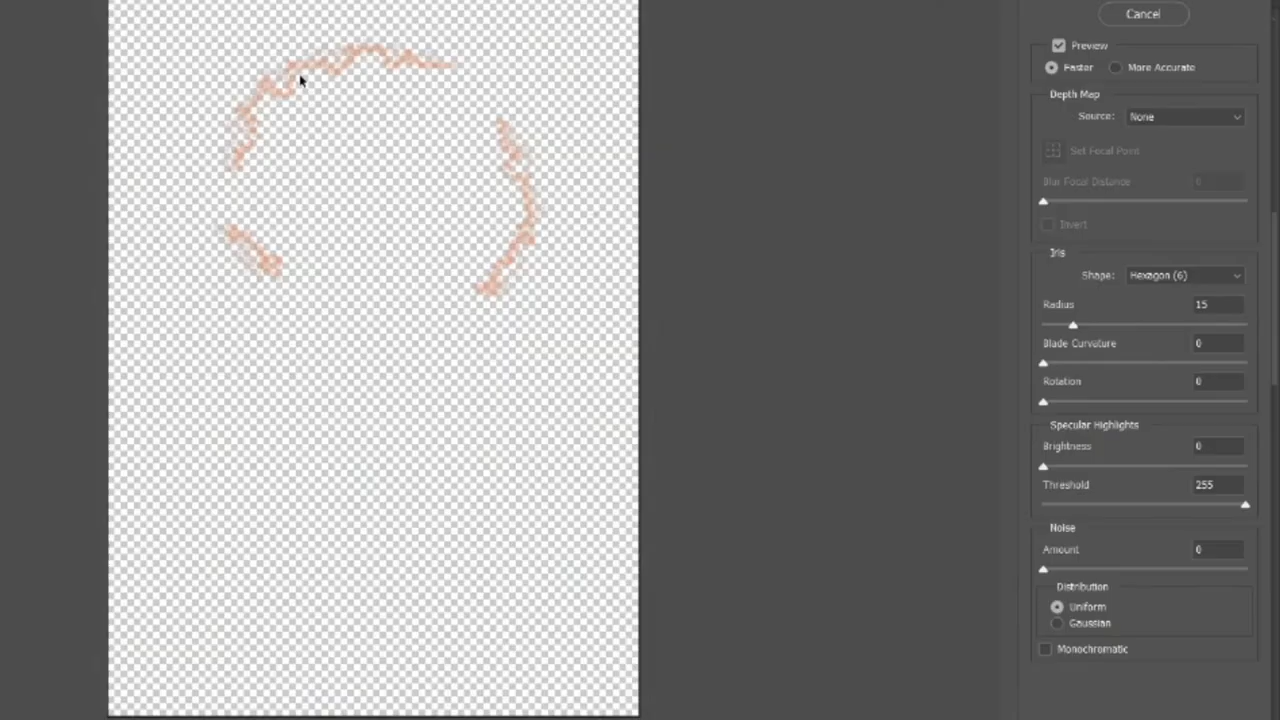 Cancel
Preview
Faster More Accurate
Depth Map
Source: None
Set Focal Point
Blur Focal Distance 0
Invert
Iris
Shape: Hexagon (6)
Radius 15
Blade Curvature 0
Rotation 0
Specular Highlights
Brightness 0
Threshold 255
Noise
Amount 0
Distribution
Uniform
Gaussian
Monochromatic